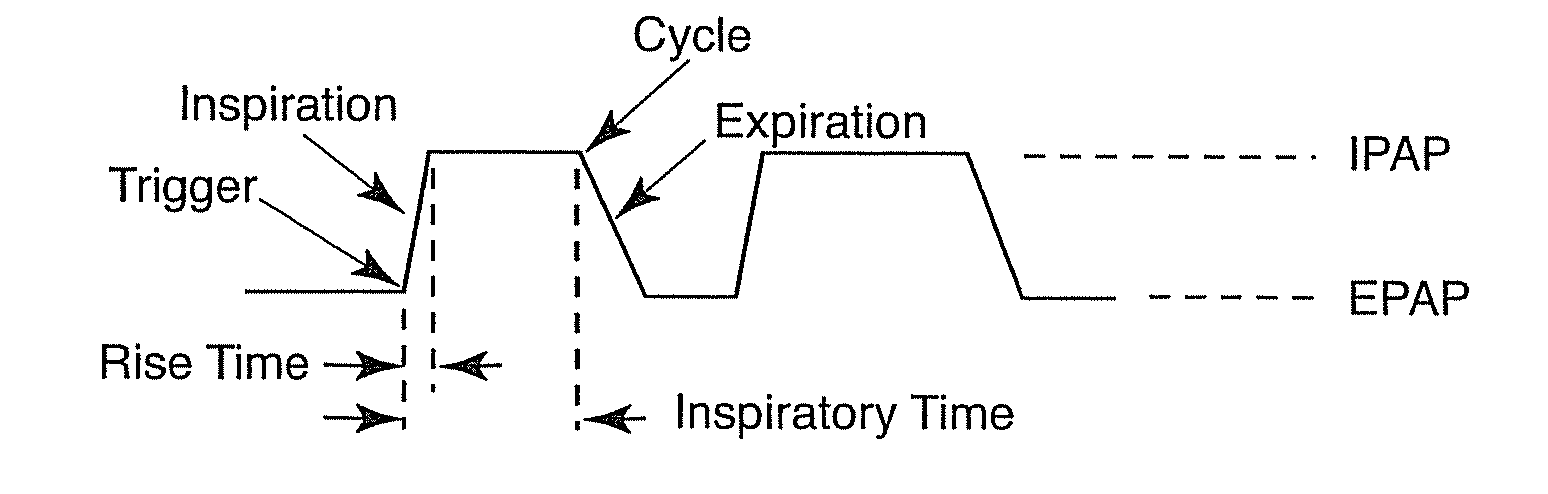 Cycle
Inspiration
Expiration
IPAP
Trigger
EPAP
Rise Time
Inspiratory Time